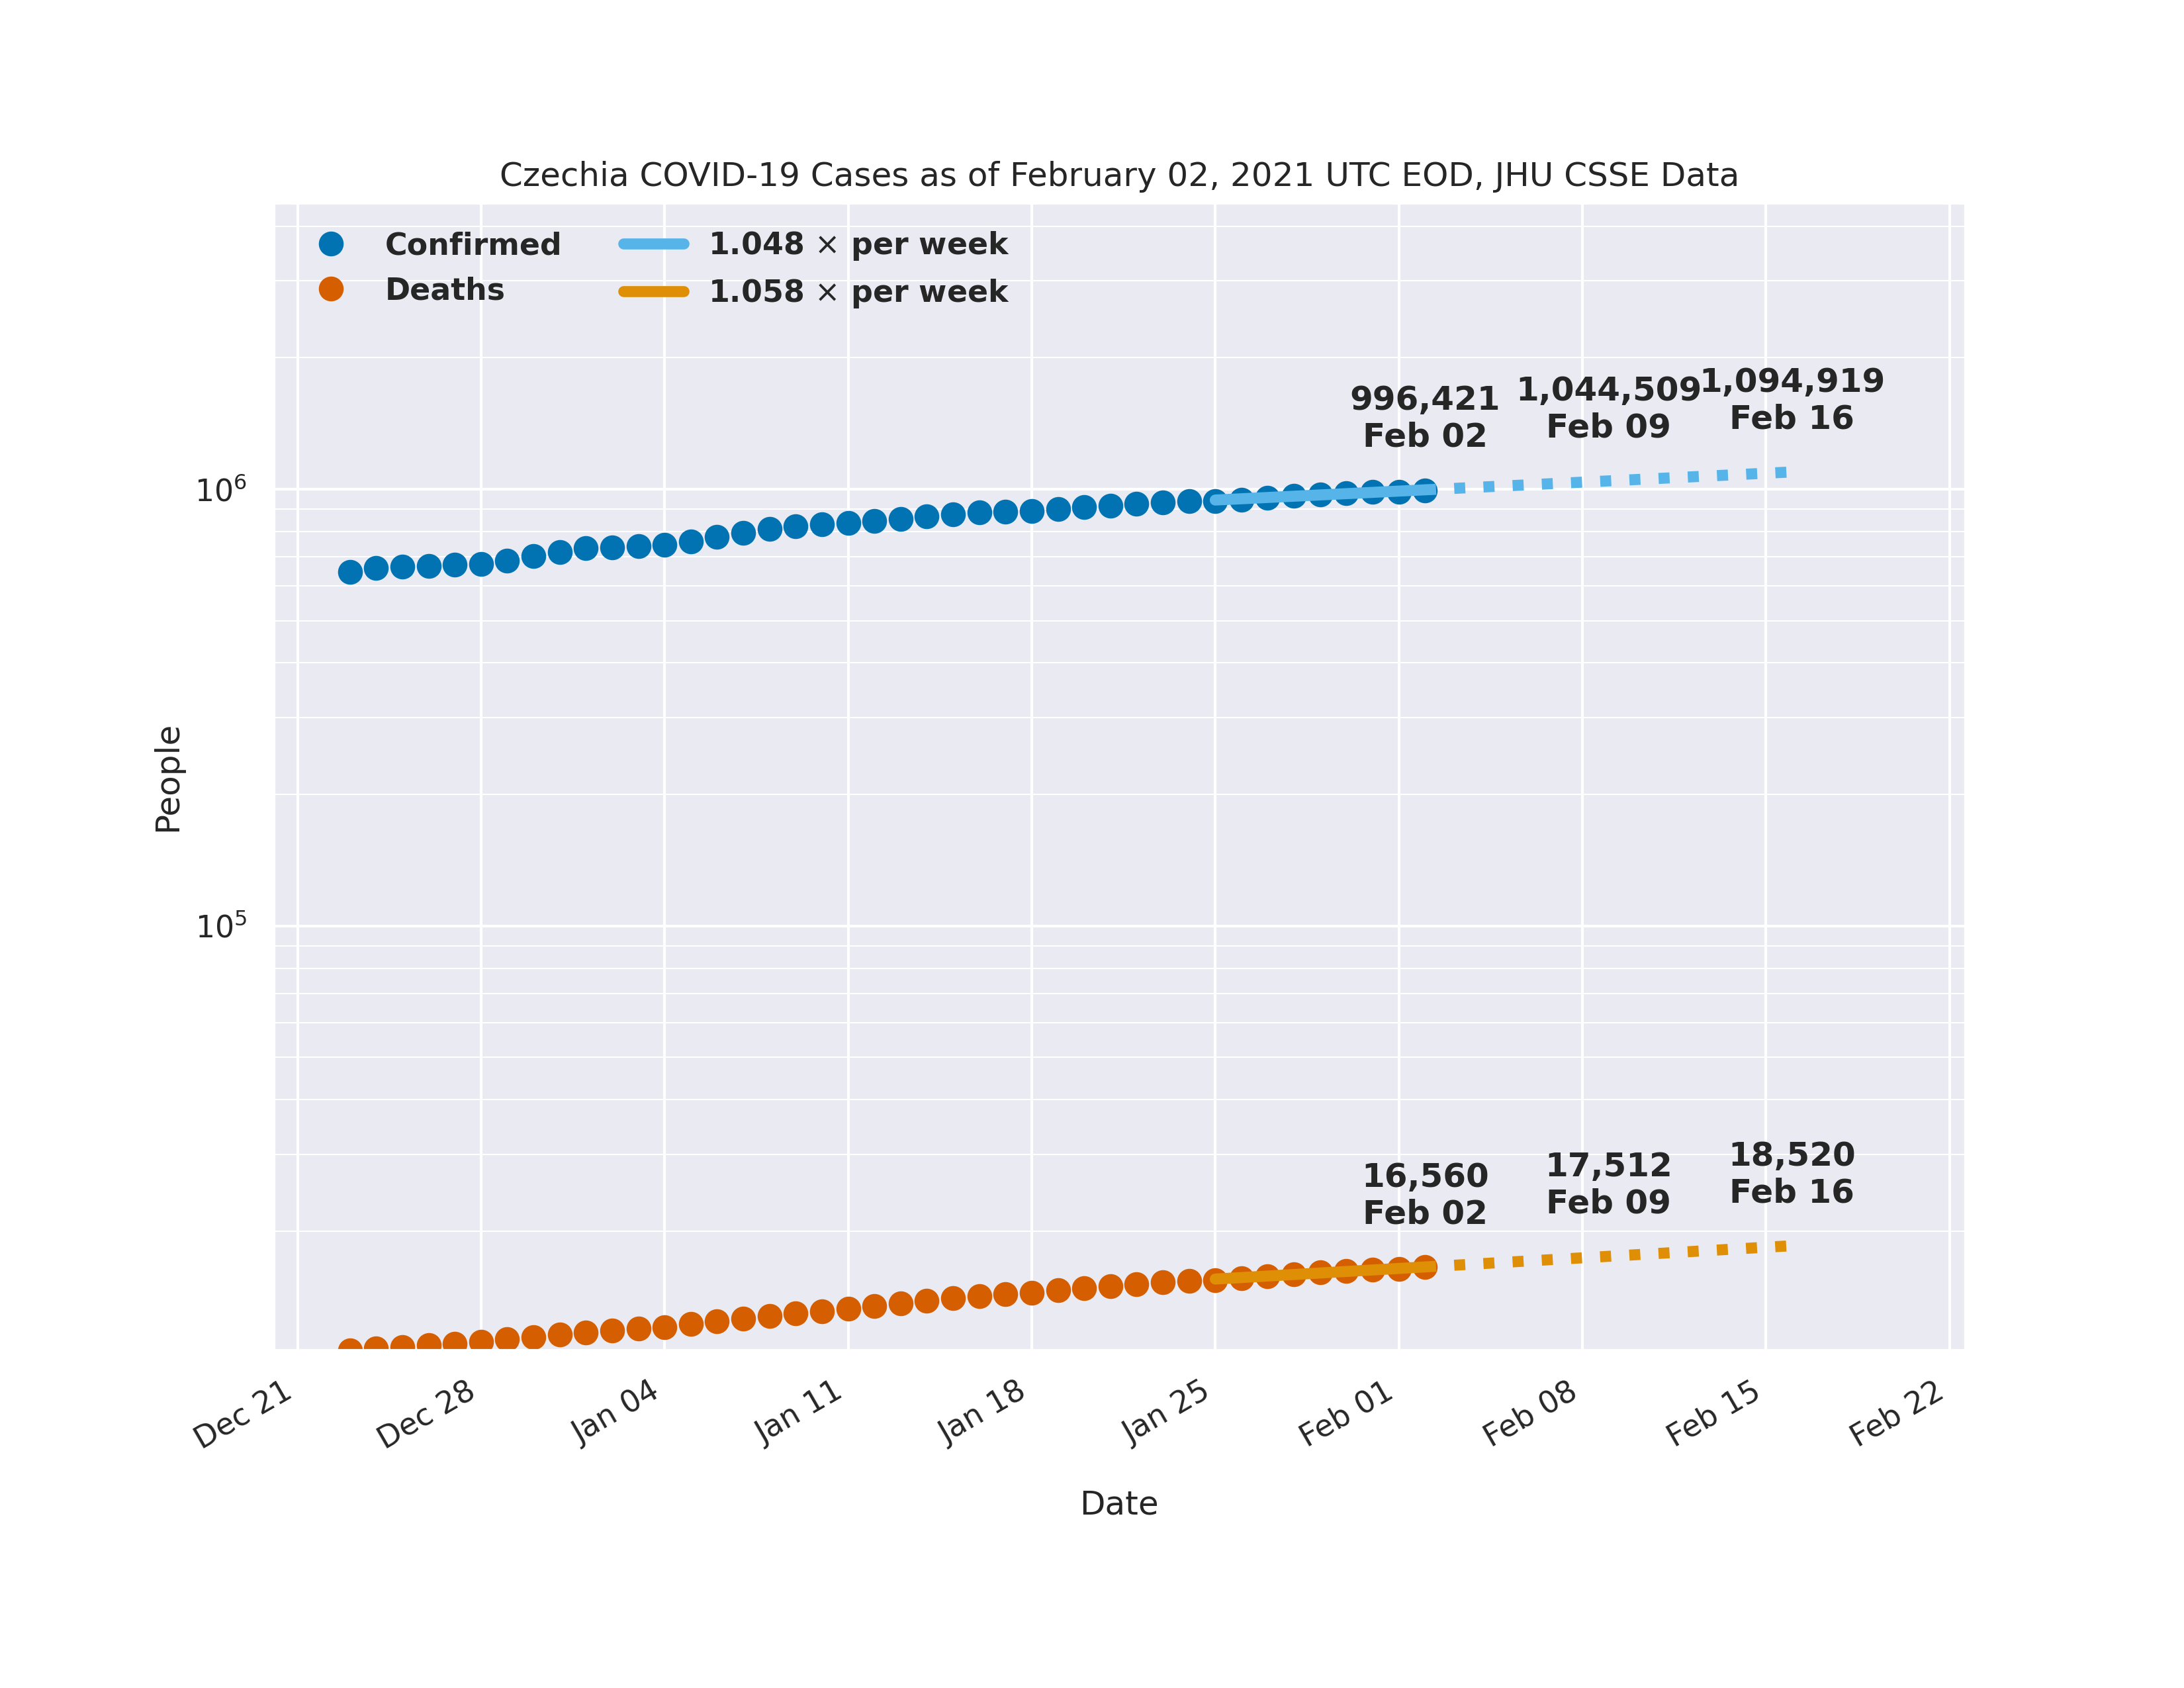 Czechia COVID-19 Cases as of February 02, 2021 UTC EOD, JHU CSSE Data
Confirmed
Deaths
1.048 × per week
1.058 × per week
996,421
Feb 02
1,044,509
Feb 09
1,094,919
Feb 16
10⁶
People
10⁵
16,560
Feb 02
17,512
Feb 09
18,520
Feb 16
Dec 21
Dec 28
Jan 04
Jan 11
Jan 18
Jan 25
Feb 01
Feb 08
Feb 15
Feb 22
Date